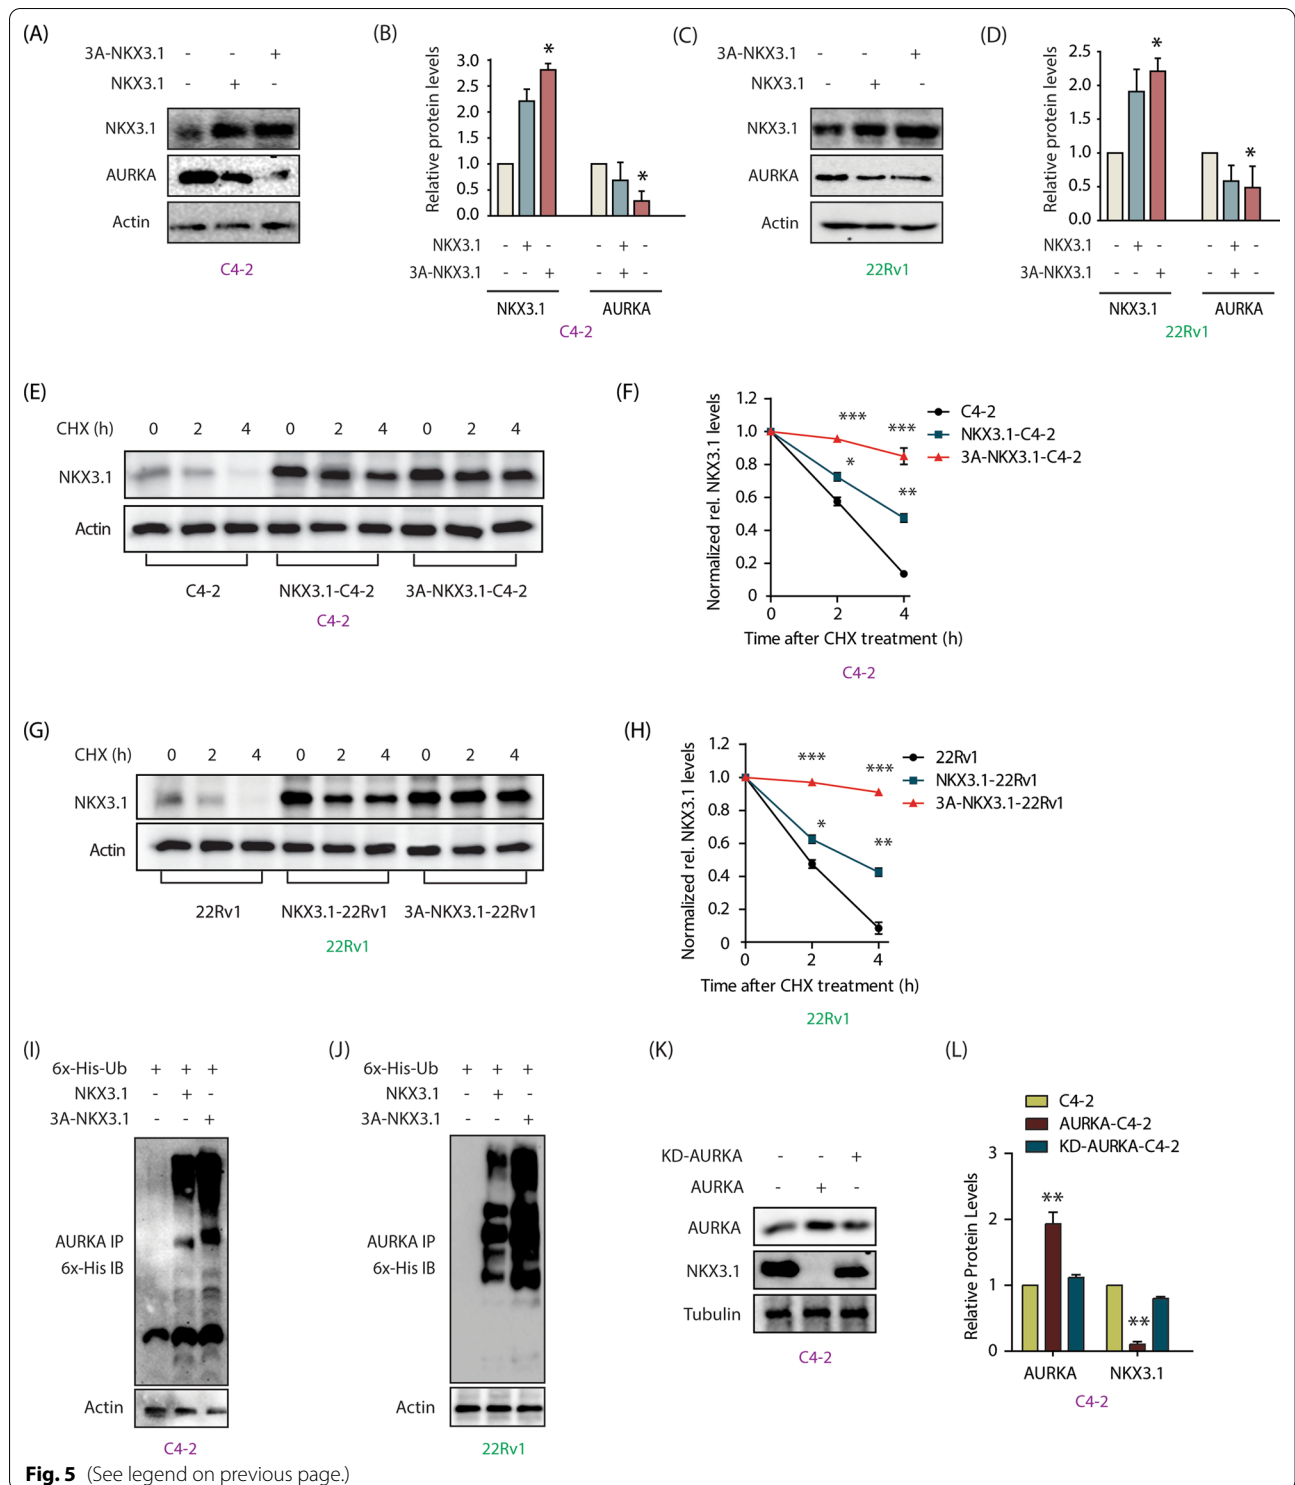 (A)
3A-NKX3.1 - - +
NKX3.1 - + -
NKX3.1
AURKA
Actin
C4-2
(B)
Relative protein levels
3.0
2.5
2.0
1.5
1.0
0.5
0.0
*
*
NKX3.1 - + - - + -
3A-NKX3.1 - - + - + -
NKX3.1 AURKA
C4-2
(C)
3A-NKX3.1 - - +
NKX3.1 - + -
NKX3.1
AURKA
Actin
22Rv1
(D)
Relative protein levels
2.5
2.0
1.5
1.0
0.5
0.0
*
*
NKX3.1 - + - - + -
3A-NKX3.1 - - + - + -
NKX3.1 AURKA
22Rv1
(E)
CHX (h) 0 2 4 0 2 4 0 2 4
NKX3.1
Actin
C4-2 NKX3.1-C4-2 3A-NKX3.1-C4-2
C4-2
(F)
Normalized rel. NKX3.1 levels
1.2
1.0
0.8
0.6
0.4
0.2
0
*** ***
*
**
C4-2
NKX3.1-C4-2
3A-NKX3.1-C4-2
0 2 4
Time after CHX treatment (h)
C4-2
(G)
CHX (h) 0 2 4 0 2 4 0 2 4
NKX3.1
Actin
22Rv1 NKX3.1-22Rv1 3A-NKX3.1-22Rv1
22Rv1
(H)
Normalized rel. NKX3.1 levels
1.2
1.0
0.8
0.6
0.4
0.2
0
*** ***
*
**
22Rv1
NKX3.1-22Rv1
3A-NKX3.1-22Rv1
0 2 4
Time after CHX treatment (h)
22Rv1
(I)
6x-His-Ub + + +
NKX3.1 - + -
3A-NKX3.1 - - +
AURKA IP
6x-His IB
Actin
C4-2
(J)
6x-His-Ub + + +
NKX3.1 - + -
3A-NKX3.1 - - +
AURKA IP
6x-His IB
Actin
22Rv1
(K)
KD-AURKA - - +
AURKA - + -
AURKA
NKX3.1
Tubulin
C4-2
(L)
C4-2
AURKA-C4-2
KD-AURKA-C4-2
Relative Protein Levels
3
2
1
0
**
**
AURKA NKX3.1
C4-2
Fig. 5 (See legend on previous page.)